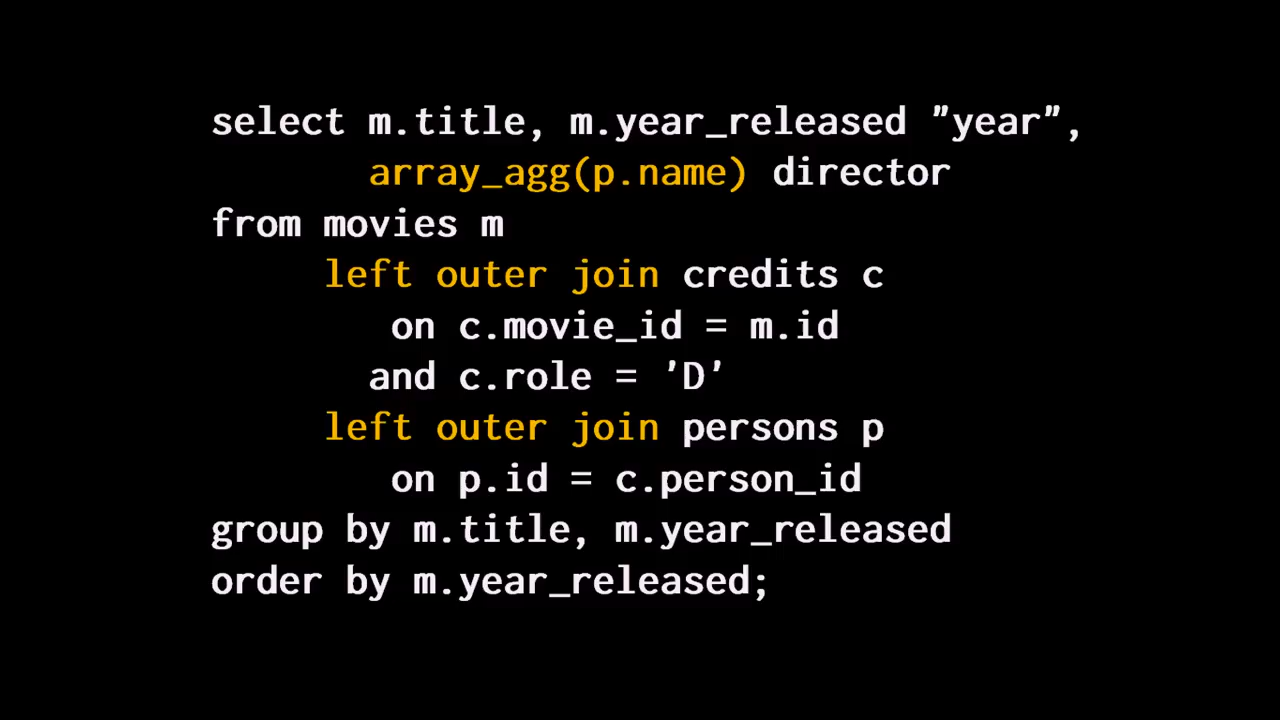 select m.title, m.year_released "year",
array_agg(p.name) director
from movies m
left outer join credits c
on c.movie_id = m.id
and c.role = 'D'
left outer join persons p
on p.id = c.person_id
group by m.title, m.year_released
order by m.year_released;